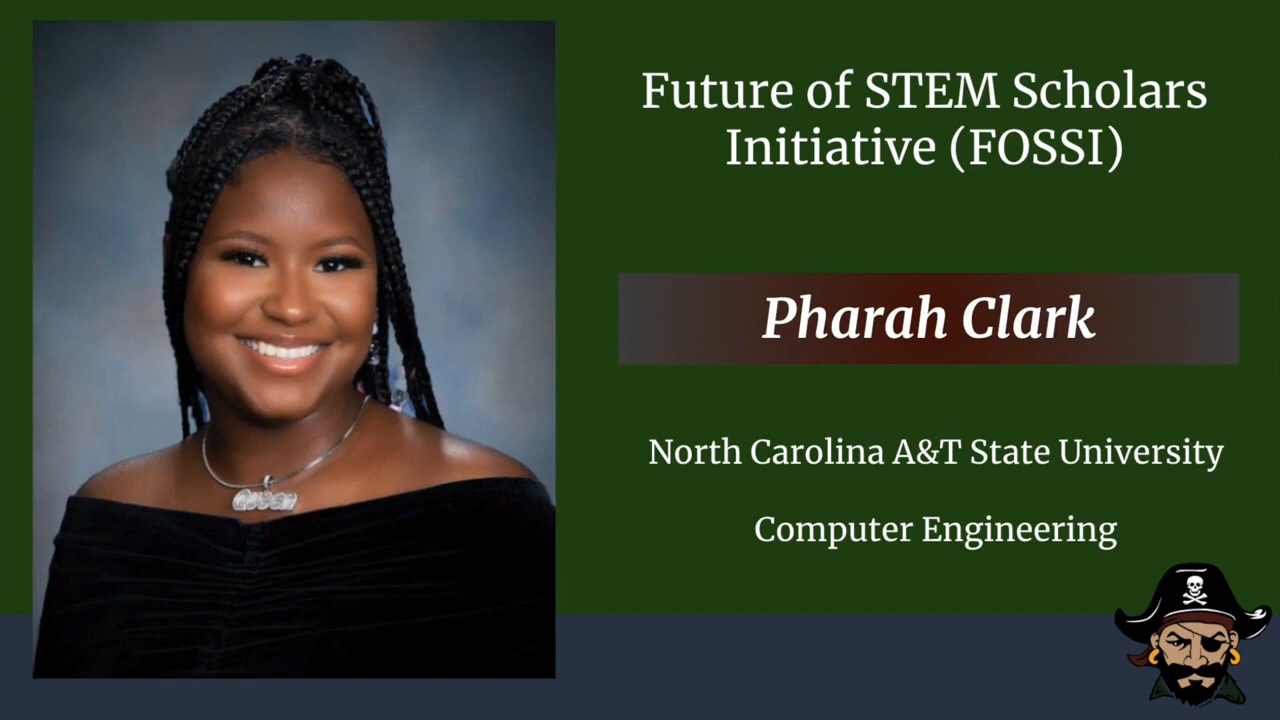 Future of STEM Scholars
Initiative (FOSSI)
Pharah Clark
North Carolina A&T State University
Computer Engineering